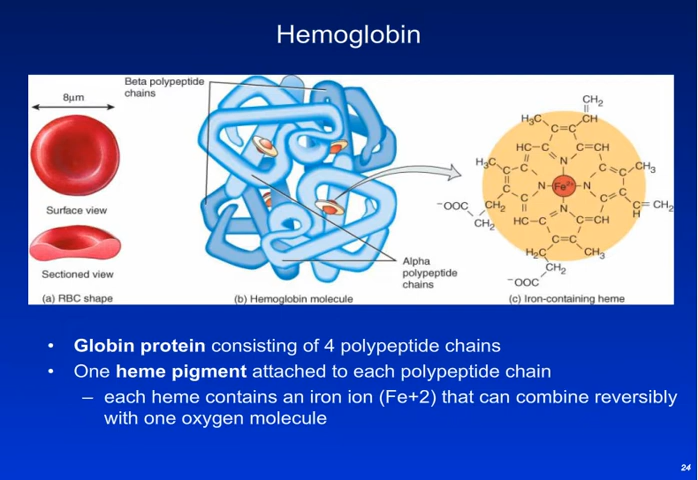 Hemoglobin
Beta polypeptide
chains
8µm
Surface view
Sectioned view
(a) RBC shape
Alpha
polypeptide
chains
(b) Hemoglobin molecule
CH₂
CH
H₃C
C=C
HC—C
C=CH
N
H₃C
C
C
C
CH₃
C
N
Fe²⁺
N
C
C
⁻OOC
CH₂
CH₂
C
C
C
C=CH₂
H
N
HC—C
C=CH
C=C
H₂C
CH₃
CH₂
⁻OOC
(c) Iron-containing heme
• Globin protein consisting of 4 polypeptide chains
• One heme pigment attached to each polypeptide chain
– each heme contains an iron ion (Fe+2) that can combine reversibly
with one oxygen molecule
24